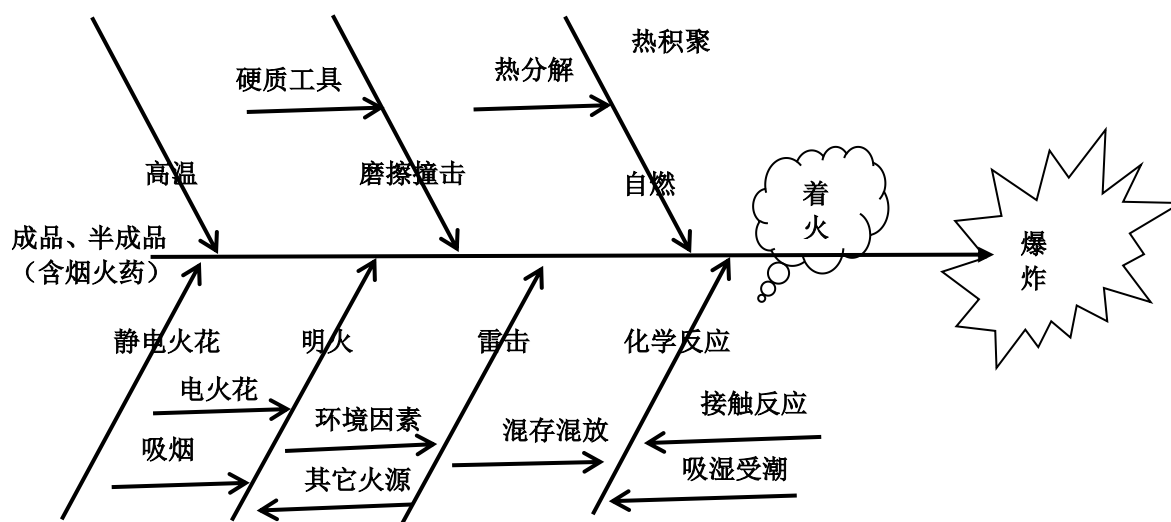 热积聚
热分解
硬质工具
高温
磨擦撞击
自燃
着
火
成品、半成品
（含烟火药）
爆
炸
静电火花
明火
雷击
化学反应
电火花
环境因素
混存混放
接触反应
吸烟
其它火源
吸湿受潮